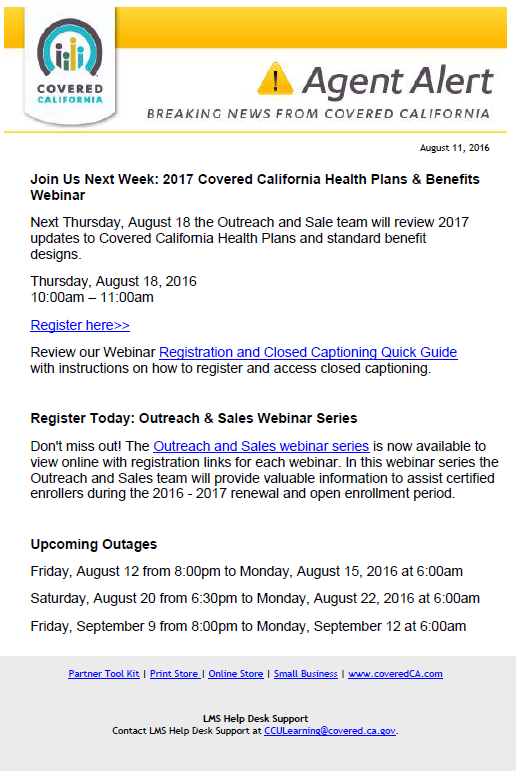 COVERED
CALIFORNIA
Agent Alert
BREAKING NEWS FROM COVERED CALIFORNIA
August 11, 2016
Join Us Next Week: 2017 Covered California Health Plans & Benefits
Webinar
Next Thursday, August 18 the Outreach and Sale team will review 2017
updates to Covered California Health Plans and standard benefit
designs.
Thursday, August 18, 2016
10:00am – 11:00am
Register here>>
Review our Webinar Registration and Closed Captioning Quick Guide
with instructions on how to register and access closed captioning.
Register Today: Outreach & Sales Webinar Series
Don't miss out! The Outreach and Sales webinar series is now available to
view online with registration links for each webinar. In this webinar series the
Outreach and Sales team will provide valuable information to assist certified
enrollers during the 2016 - 2017 renewal and open enrollment period.
Upcoming Outages
Friday, August 12 from 8:00pm to Monday, August 15, 2016 at 6:00am
Saturday, August 20 from 6:30pm to Monday, August 22, 2016 at 6:00am
Friday, September 9 from 8:00pm to Monday, September 12 at 6:00am
Partner Tool Kit | Print Store | Online Store | Small Business | www.coveredCA.com
LMS Help Desk Support
Contact LMS Help Desk Support at CCULearning@covered.ca.gov.